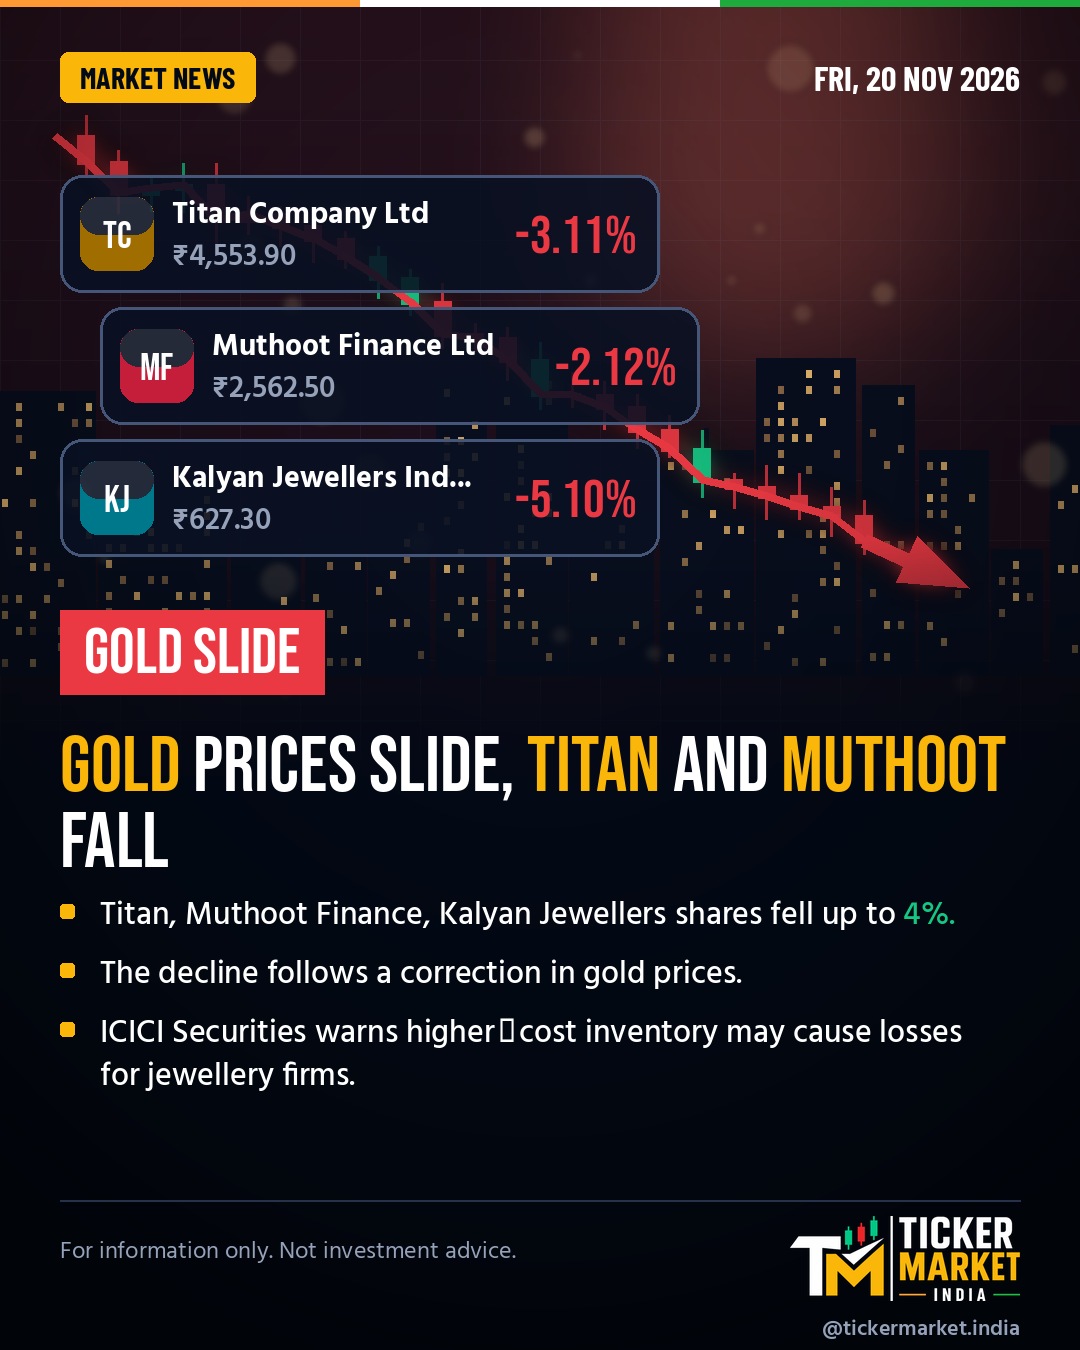 MARKET NEWS
FRI, 20 NOV 2026
TC
Titan Company Ltd
₹4,553.90
-3.11%
MF
Muthoot Finance Ltd
₹2,562.50
-2.12%
KJ
Kalyan Jewellers Ind...
₹627.30
-5.10%
GOLD SLIDE
GOLD PRICES SLIDE, TITAN AND MUTHOOT
FALL
Titan, Muthoot Finance, Kalyan Jewellers shares fell up to 4%.
The decline follows a correction in gold prices.
ICICI Securities warns higher▯cost inventory may cause losses
for jewellery firms.
For information only. Not investment advice.
TM
TICKER
MARKET
INDIA
@tickermarket.india